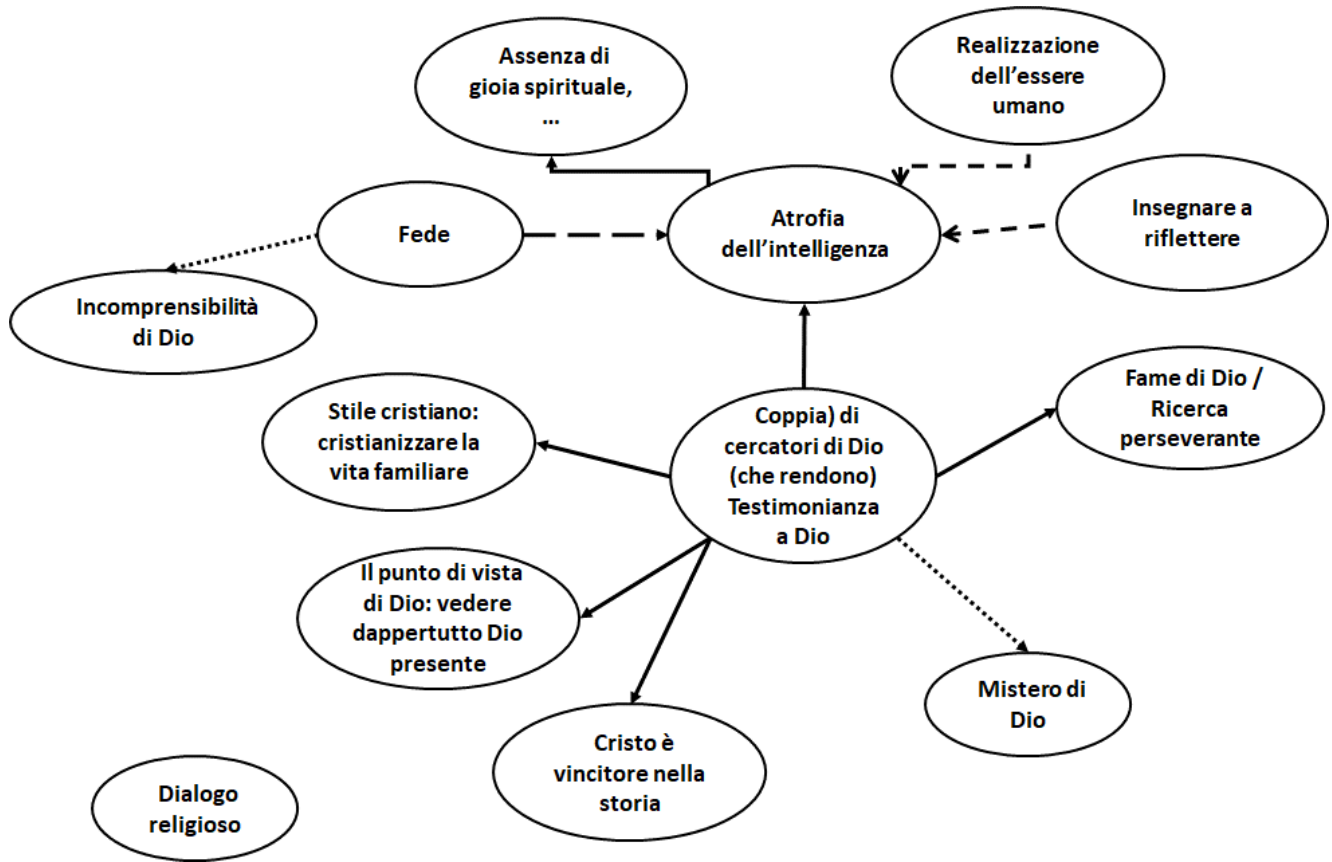 Assenza di
gioia spirituale,
…
Realizzazione
dell’essere
umano
Fede
Atrofia
dell’intelligenza
Insegnare a
riflettere
Incomprensibilità
di Dio
Stile cristiano:
cristianizzare la
vita familiare
Coppia) di
cercatori di Dio
(che rendono)
Testimonianza
a Dio
Fame di Dio /
Ricerca
perseverante
Il punto di vista
di Dio: vedere
dappertutto Dio
presente
Mistero di
Dio
Cristo è
vincitore nella
storia
Dialogo
religioso